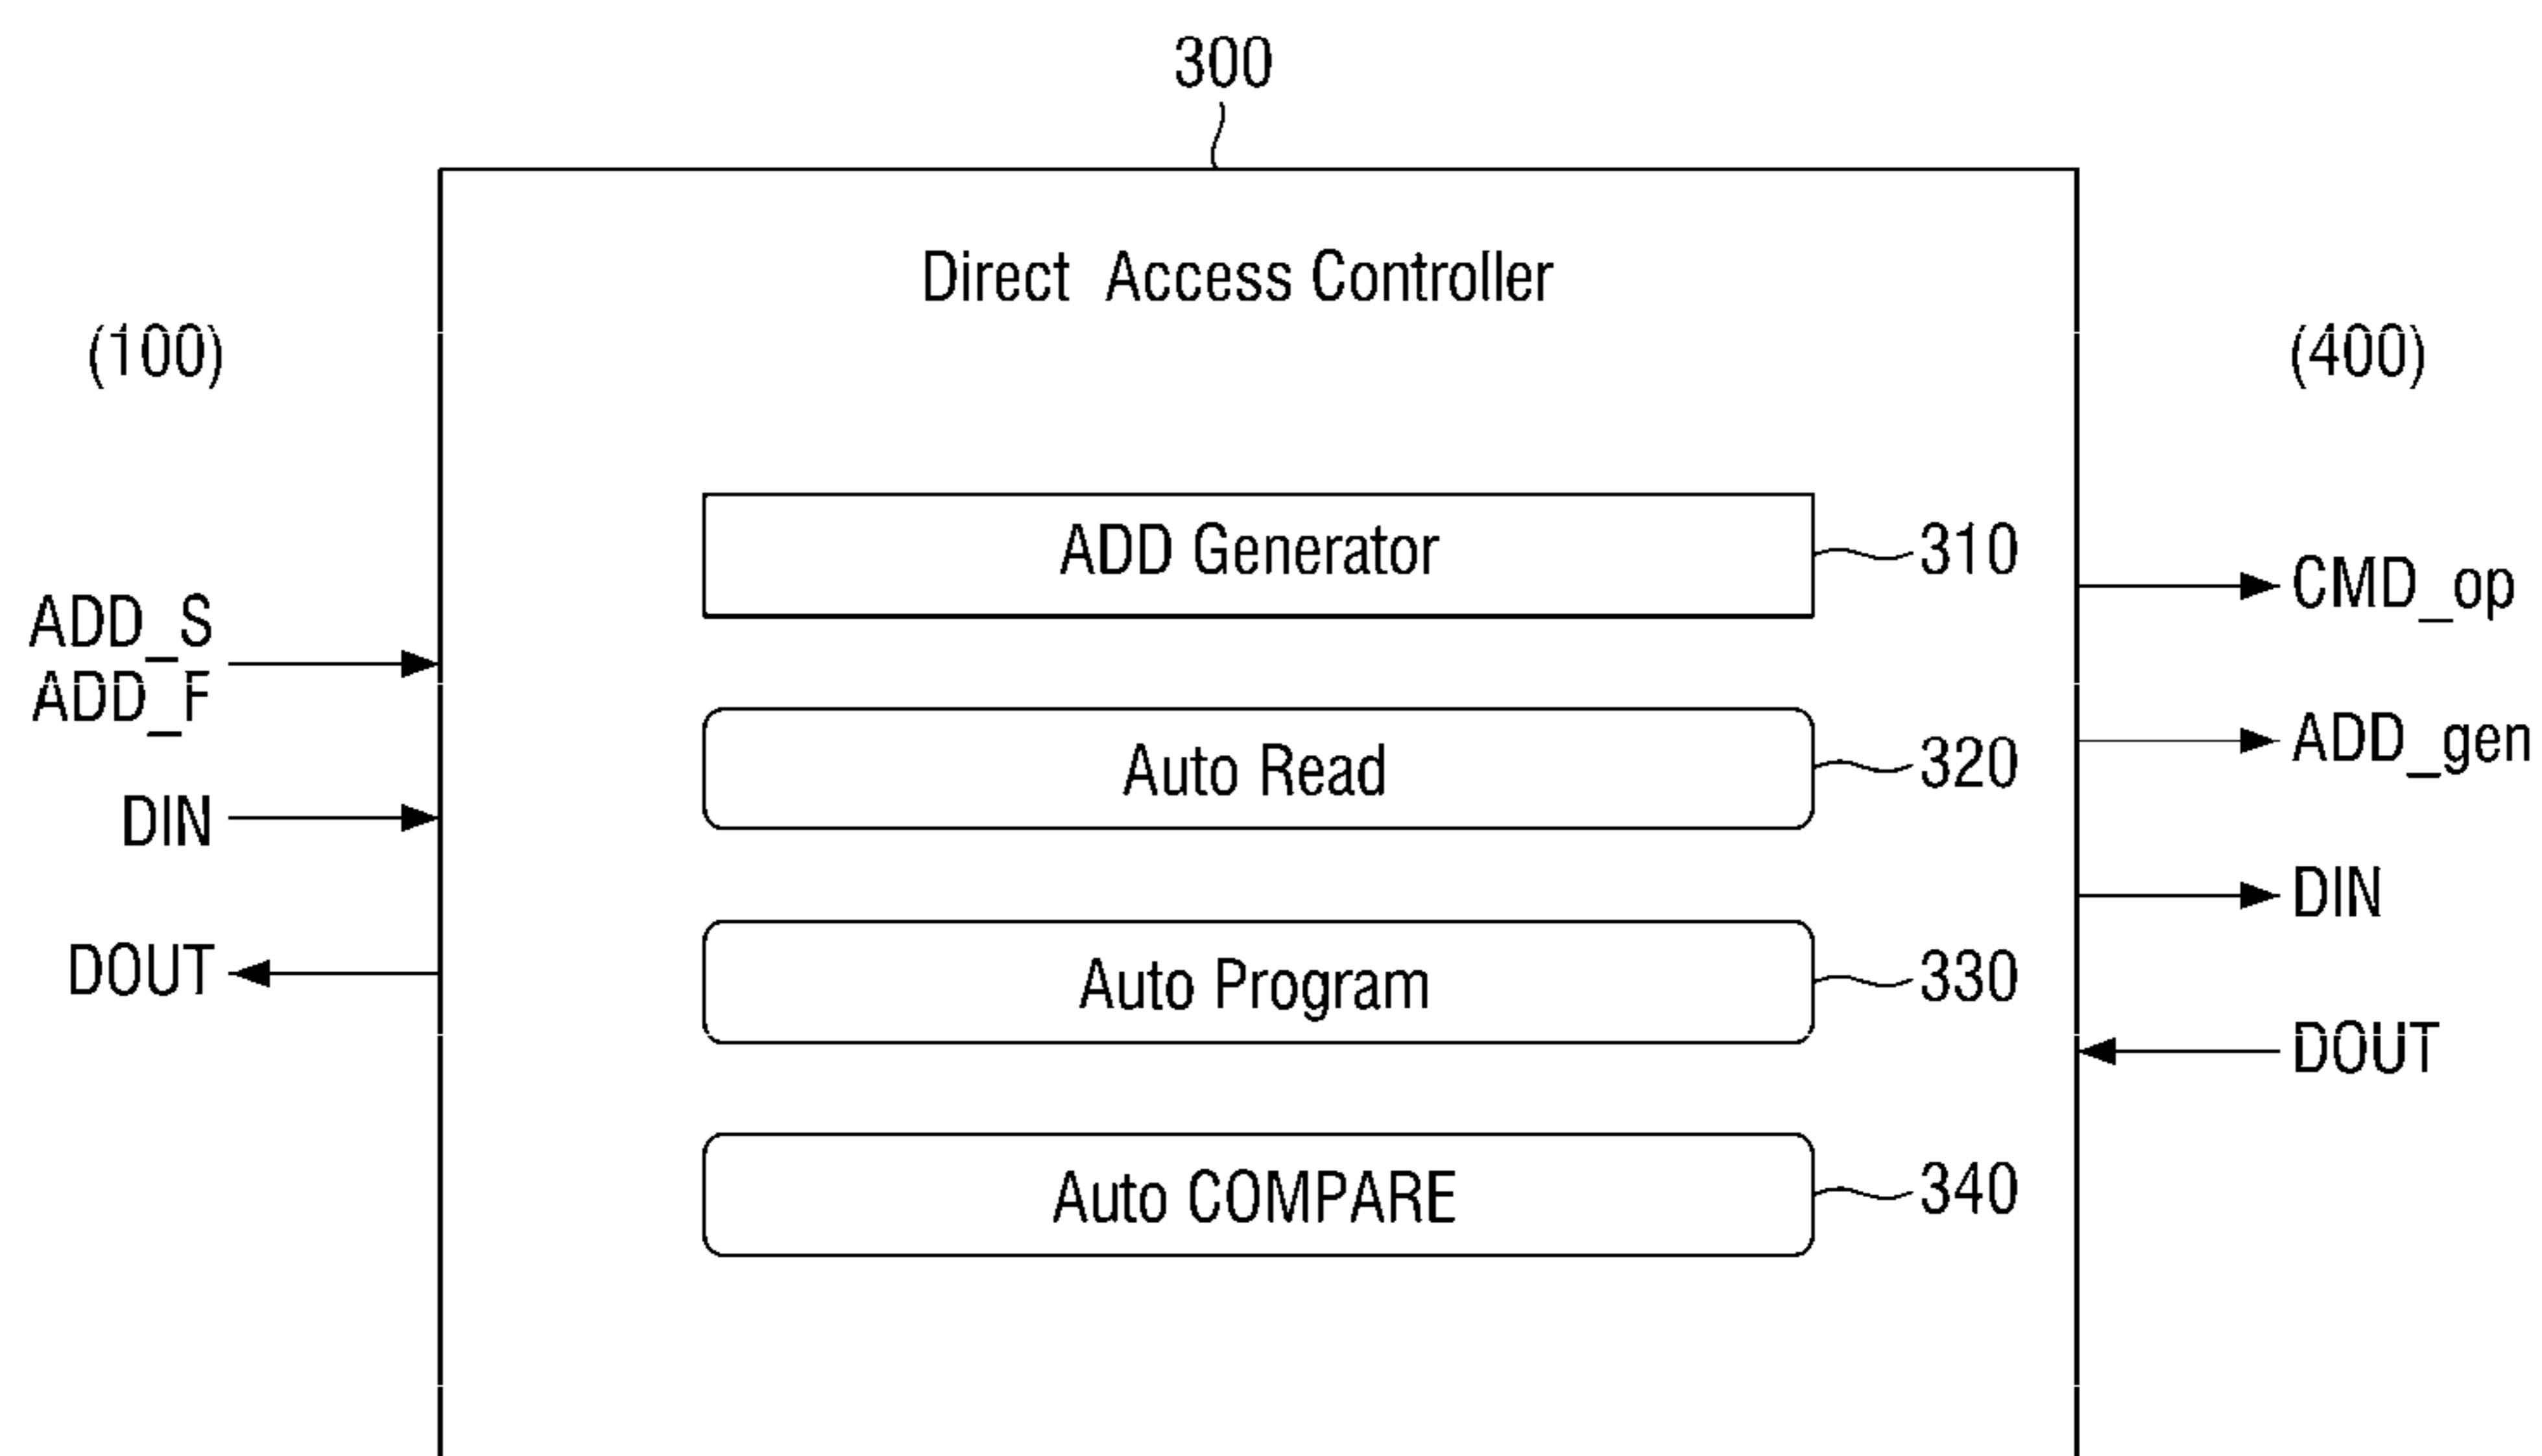 300
Direct Access Controller
(100)
(400)
ADD Generator
310
CMD_op
ADD_S
ADD_F
Auto Read
320
ADD_gen
DIN
DIN
Auto Program
330
DOUT
DOUT
Auto COMPARE
340